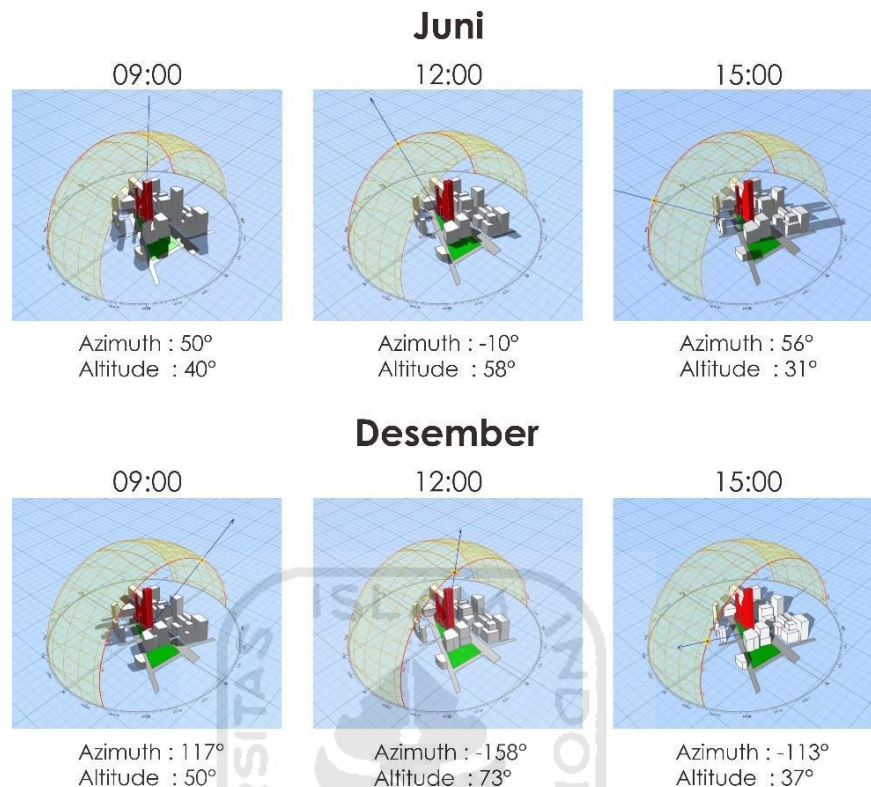 Juni
09:00 12:00 15:00
Azimuth : 50° Azimuth : -10° Azimuth : 56°
Altitude : 40° Altitude : 58° Altitude : 31°
Desember
09:00 12:00 15:00
ISLAM
Azimuth : 117° Azimuth : -158° Azimuth : -113°
Altitude : 50° Altitude : 73° Altitude : 37°